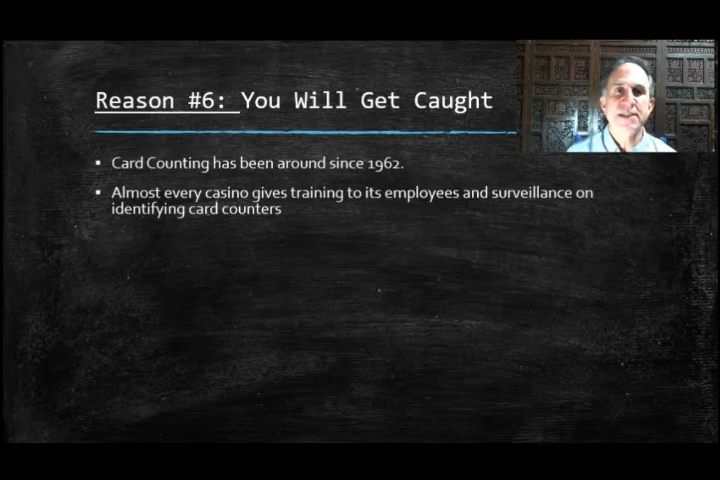 Reason #6: You Will Get Caught
▪ Card Counting has been around since 1962.
▪ Almost every casino gives training to its employees and surveillance on
identifying card counters